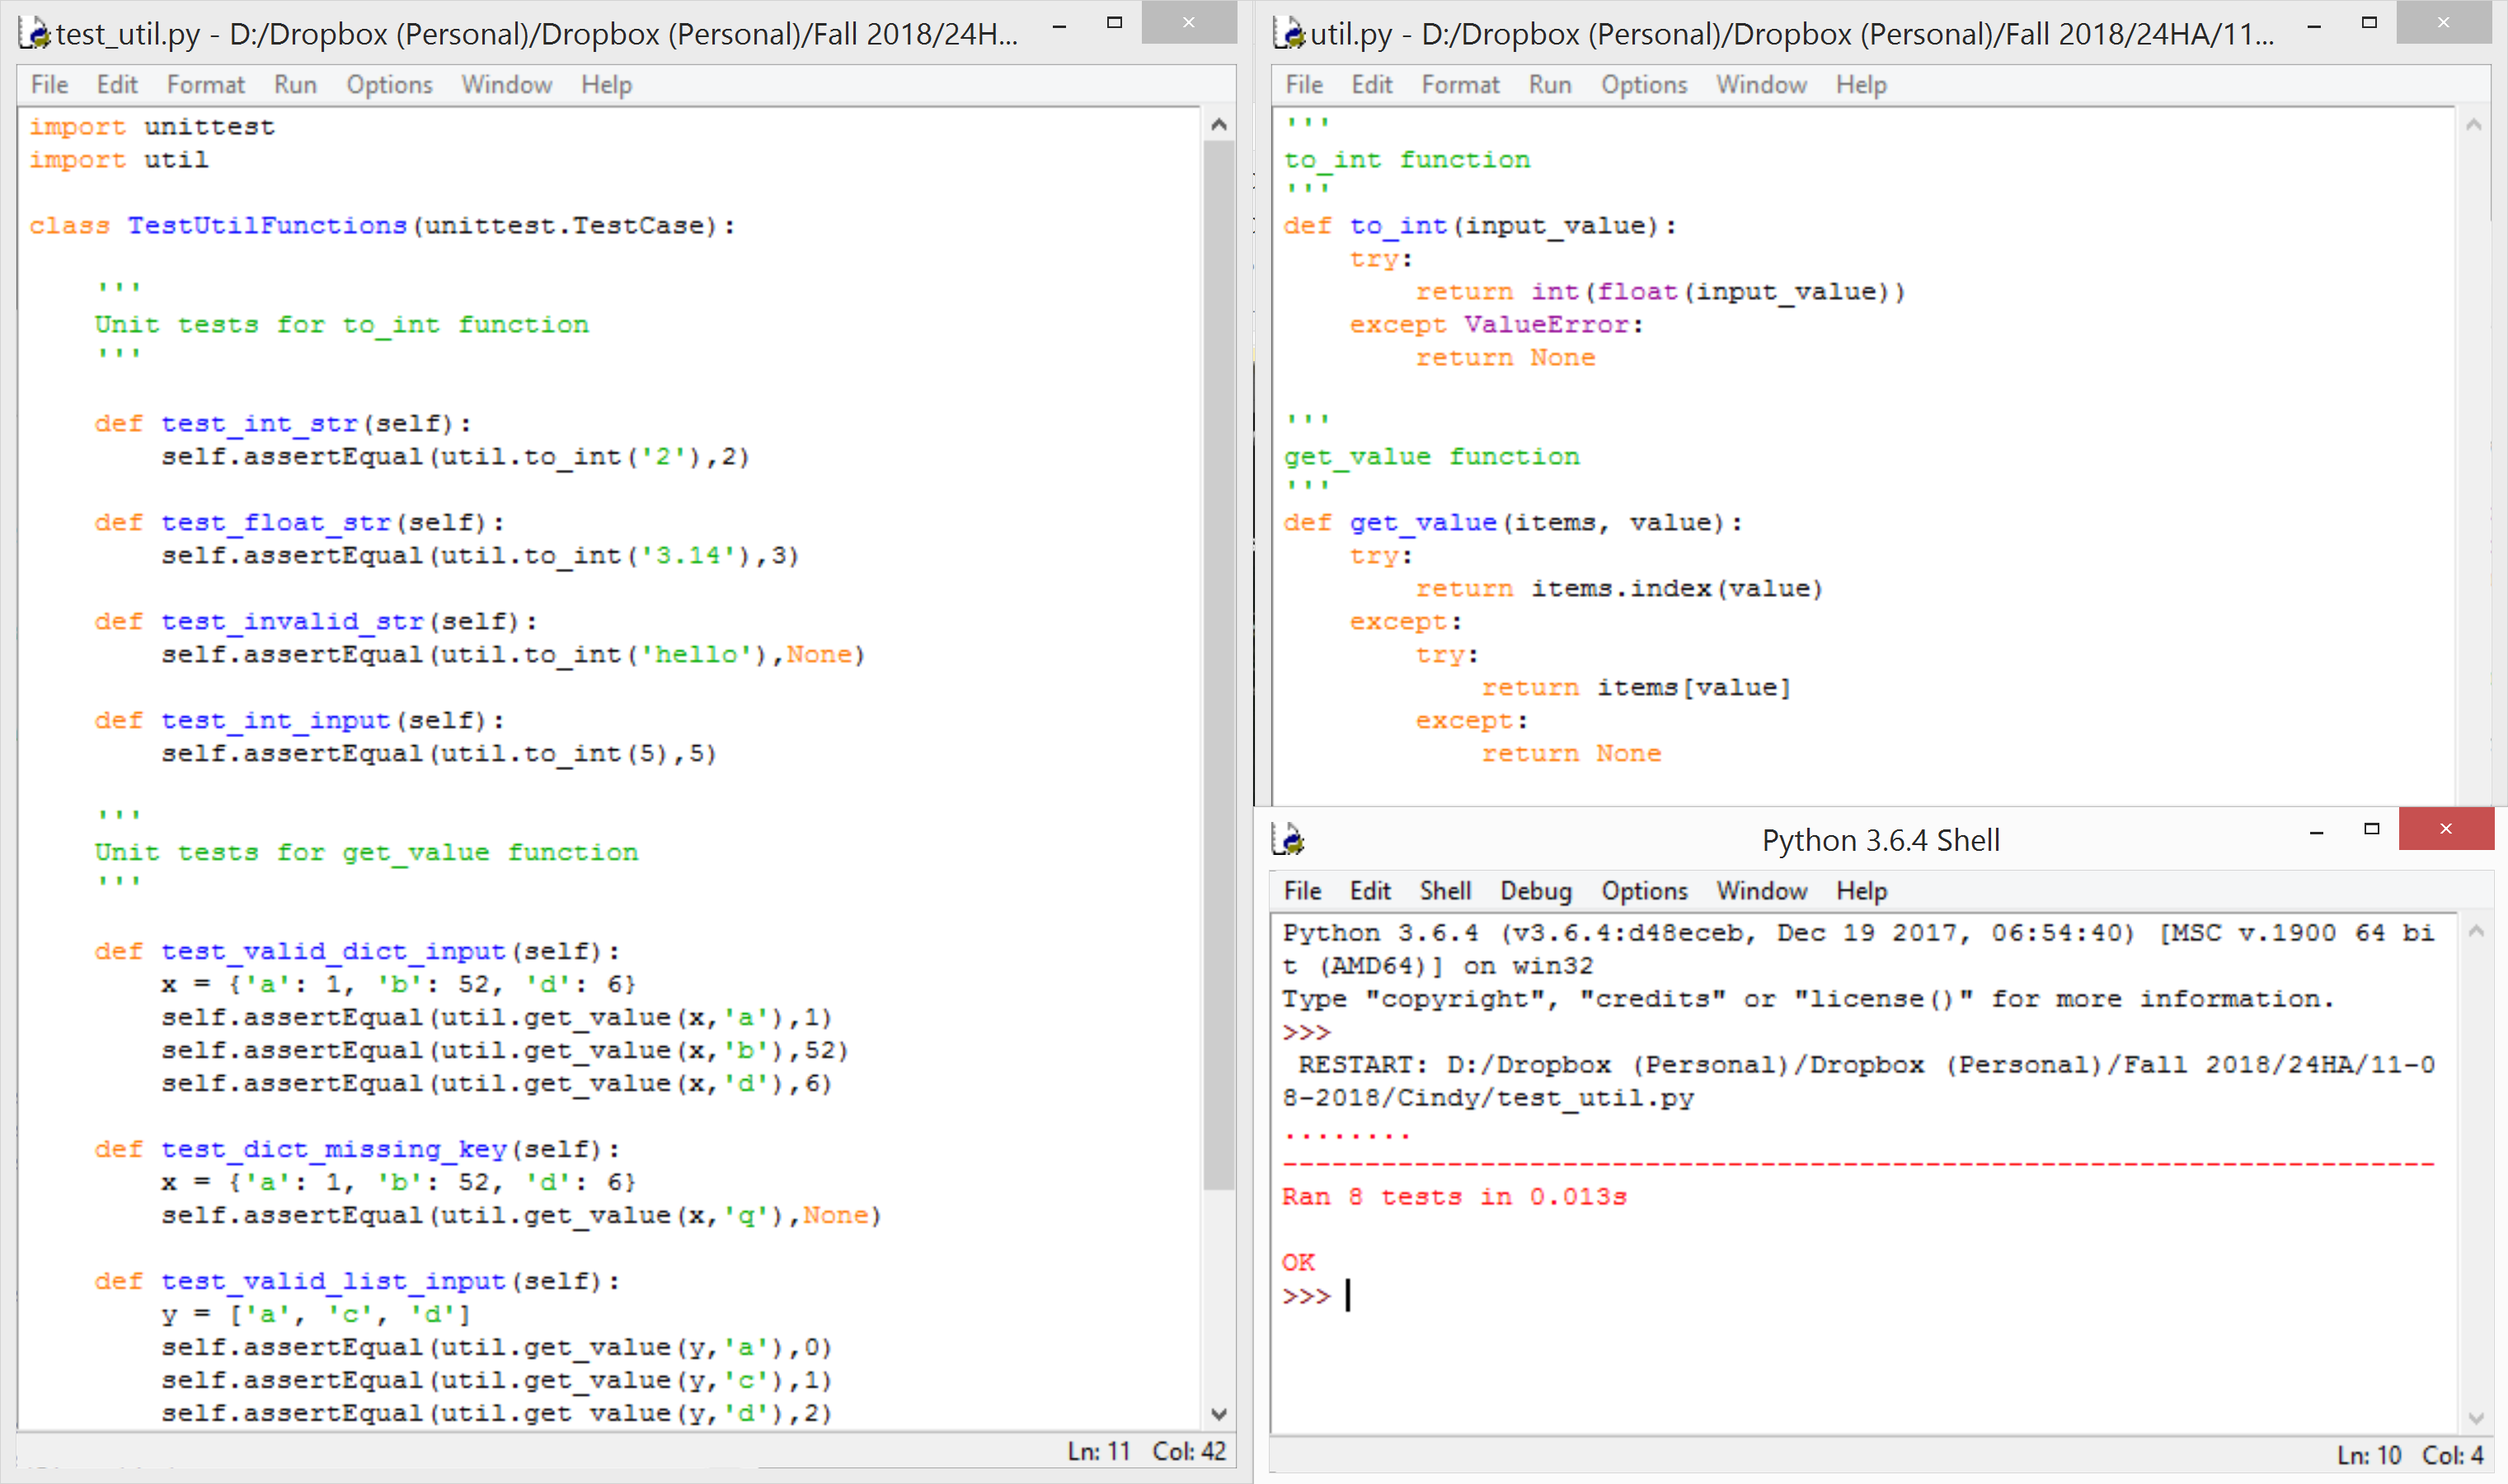 test_util.py - D:/Dropbox (Personal)/Dropbox (Personal)/Fall 2018/24H...
File Edit Format Run Options Window Help
import unittest
import util
class TestUtilFunctions(unittest.TestCase):
'''
Unit tests for to_int function
'''
def test_int_str(self):
self.assertEqual(util.to_int('2'),2)
def test_float_str(self):
self.assertEqual(util.to_int('3.14'),3)
def test_invalid_str(self):
self.assertEqual(util.to_int('hello'),None)
def test_int_input(self):
self.assertEqual(util.to_int(5),5)
'''
Unit tests for get_value function
'''
def test_valid_dict_input(self):
x = {'a': 1, 'b': 52, 'd': 6}
self.assertEqual(util.get_value(x,'a'),1)
self.assertEqual(util.get_value(x,'b'),52)
self.assertEqual(util.get_value(x,'d'),6)
def test_dict_missing_key(self):
x = {'a': 1, 'b': 52, 'd': 6}
self.assertEqual(util.get_value(x,'q'),None)
def test_valid_list_input(self):
y = ['a', 'c', 'd']
self.assertEqual(util.get_value(y,'a'),0)
self.assertEqual(util.get_value(y,'c'),1)
self.assertEqual(util.get_value(y,'d'),2)
Ln: 11 Col: 42
util.py - D:/Dropbox (Personal)/Dropbox (Personal)/Fall 2018/24HA/11...
File Edit Format Run Options Window Help
'''
to_int function
'''
def to_int(input_value):
try:
return int(float(input_value))
except ValueError:
return None
'''
get_value function
'''
def get_value(items, value):
try:
return items.index(value)
except:
try:
return items[value]
except:
return None
Python 3.6.4 Shell
File Edit Shell Debug Options Window Help
Python 3.6.4 (v3.6.4:d48eceb, Dec 19 2017, 06:54:40) [MSC v.1900 64 bi
t (AMD64)] on win32
Type "copyright", "credits" or "license()" for more information.
>>>
RESTART: D:/Dropbox (Personal)/Dropbox (Personal)/Fall 2018/24HA/11-0
8-2018/Cindy/test_util.py
........
----------------------------------------------------------------------
Ran 8 tests in 0.013s
OK
>>>
Ln: 10 Col: 4